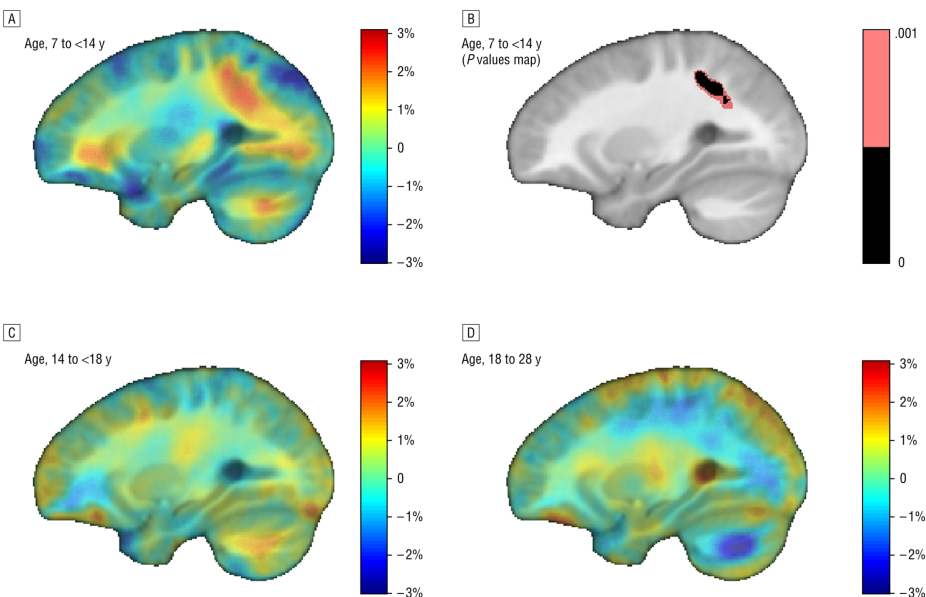 A
Age, 7 to <14 y
3%
2%
1%
0
−1%
−2%
−3%
B
Age, 7 to <14 y
(P values map)
.001
0
C
Age, 14 to <18 y
3%
2%
1%
0
−1%
−2%
−3%
D
Age, 18 to 28 y
3%
2%
1%
0
−1%
−2%
−3%